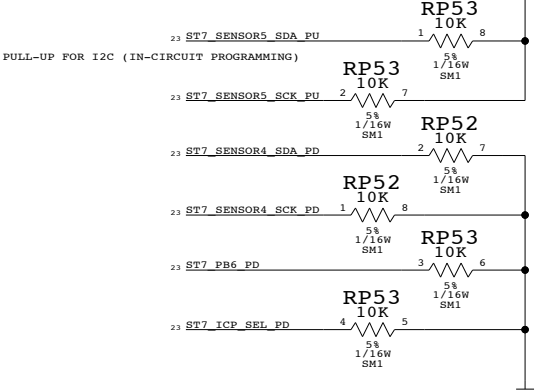 RP53
10K
23 ST7_SENSOR5_SDA_PU 1 8
5%
1/16W
SM1
PULL-UP FOR I2C (IN-CIRCUIT PROGRAMMING)
RP53
10K
23 ST7_SENSOR5_SCK_PU 2 7
5%
1/16W
SM1
RP52
10K
23 ST7_SENSOR4_SDA_PD 2 7
5%
1/16W
SM1
RP52
10K
23 ST7_SENSOR4_SCK_PD 1 8
5%
1/16W
SM1
RP53
10K
23 ST7_PB6_PD 3 6
5%
1/16W
SM1
RP53
10K
23 ST7_ICP_SEL_PD 4 5
5%
1/16W
SM1